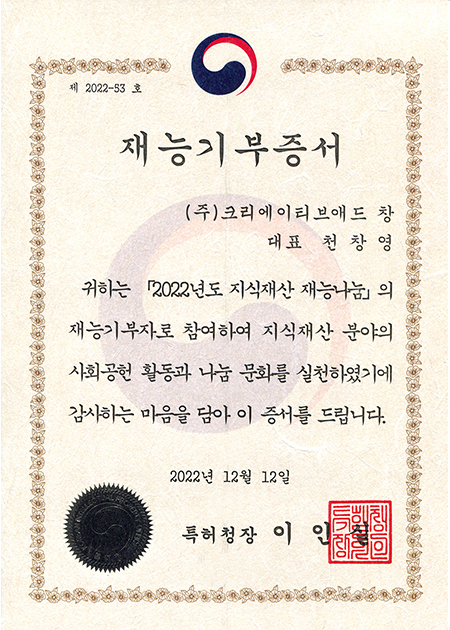 제 2022-53 호
재능기부증서
(주)크리에이티브애드 창
대표 천창영
귀하는 「2022년도 지식재산 재능나눔」의
재능기부자로 참여하여 지식재산 분야의
사회공헌 활동과 나눔 문화를 실천하였기에
감사하는 마음을 담아 이 증서를 드립니다.
2022년 12월 12일
특허청장 이인실